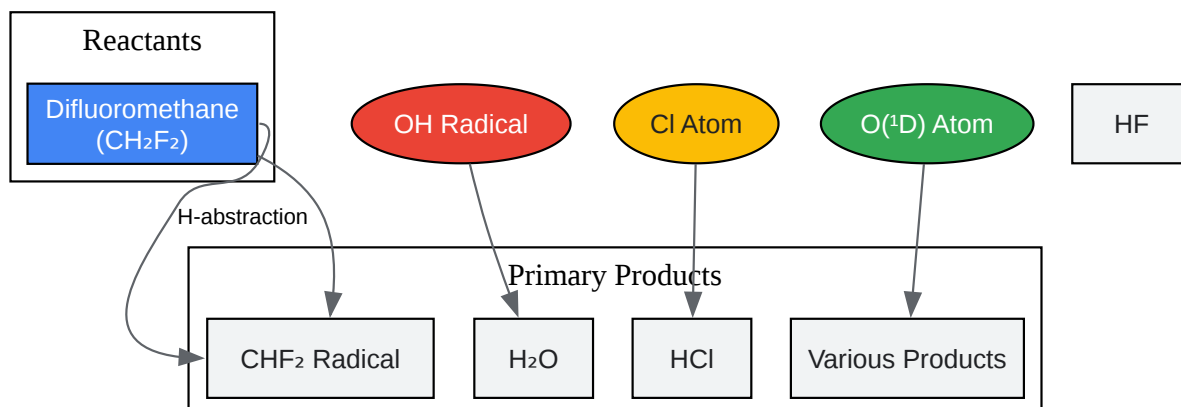 Reactants
Difluoromethane
(CH₂F₂)
OH Radical
Cl Atom
O(¹D) Atom
HF
H-abstraction
Primary Products
CHF₂ Radical
H₂O
HCl
Various Products